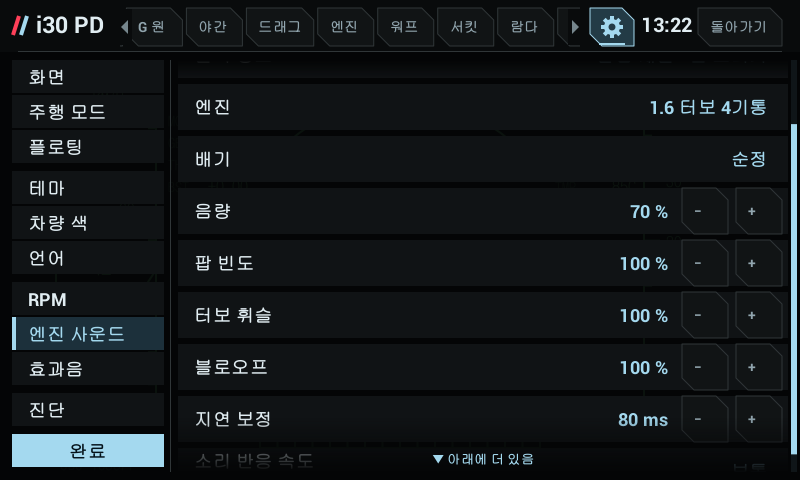 i30 PD
G 원
야간
드래그
엔진
워프
서킷
람다
13:22
돌아가기
화면
주행 모드
플로팅
테마
차량 색
언어
RPM
엔진 사운드
효과음
진단
완료
엔진 1.6 터보 4기통
배기 순정
음량 70 % - +
팝 빈도 100 % - +
터보 휘슬 100 % - +
블로오프 100 % - +
지연 보정 80 ms - +
소리 반응 속도
▼ 아래에 더 있음